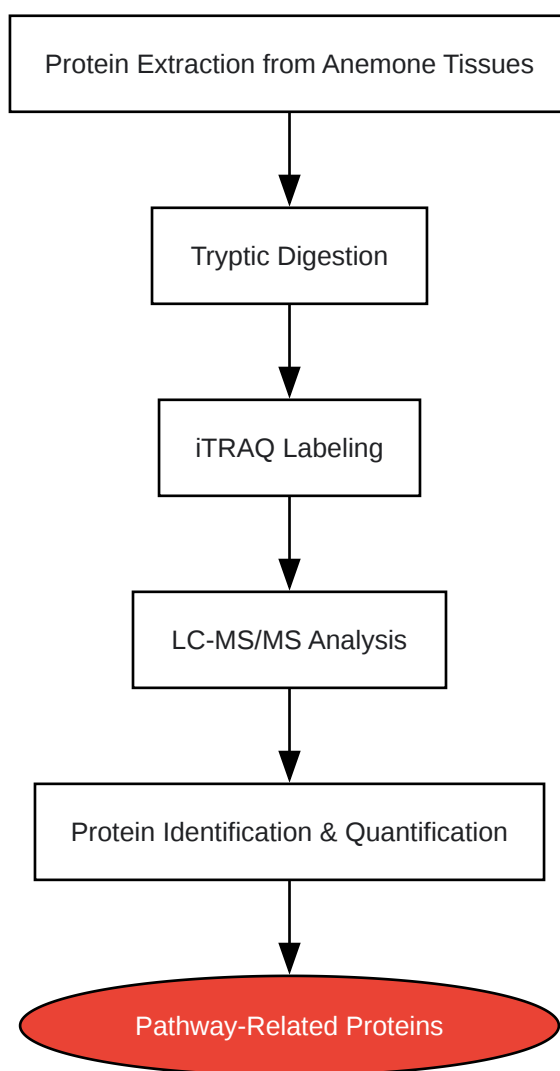 Protein Extraction from Anemone Tissues
Tryptic Digestion
iTRAQ Labeling
LC-MS/MS Analysis
Protein Identification & Quantification
Pathway-Related Proteins